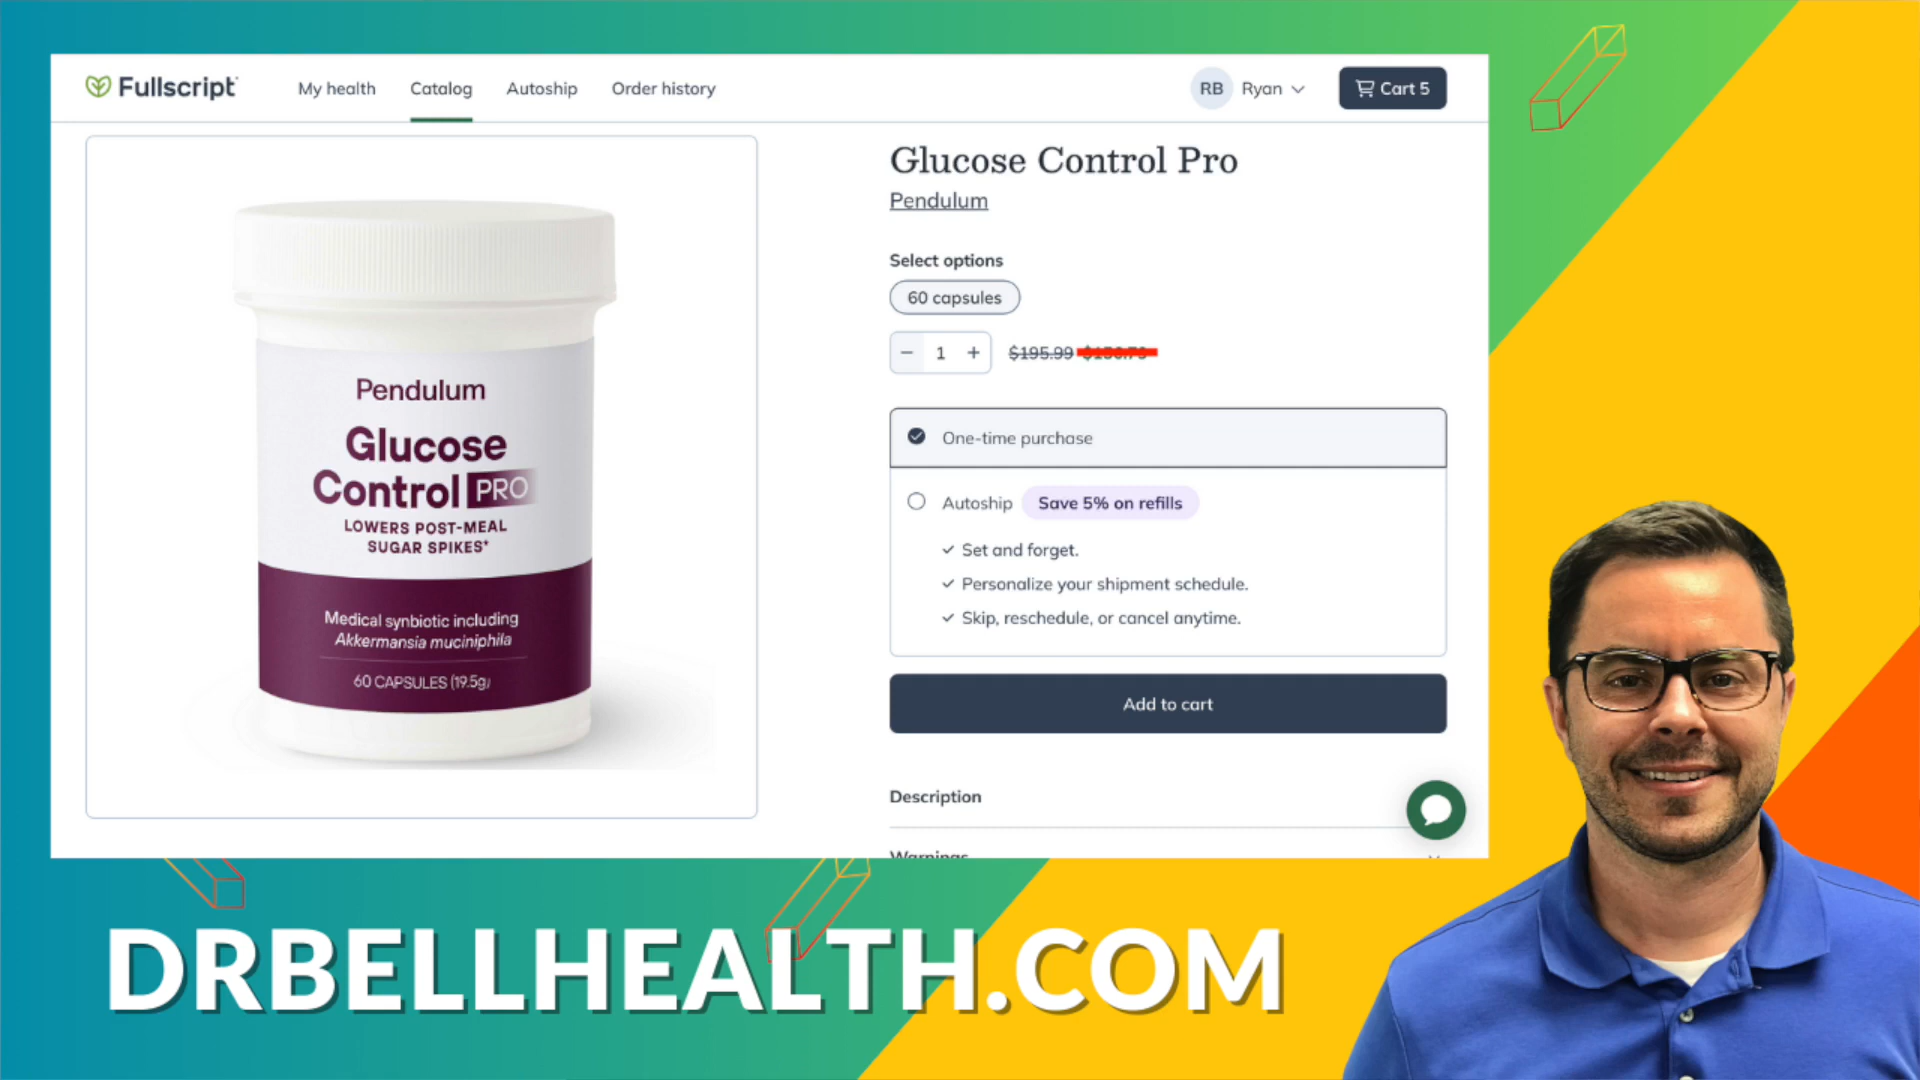 Fullscript
My health Catalog Autoship Order history
RB Ryan Cart 5
Glucose Control Pro
Pendulum
Select options
60 capsules
− 1 + $195.99
One-time purchase
Autoship Save 5% on refills
Set and forget.
Personalize your shipment schedule.
Skip, reschedule, or cancel anytime.
Add to cart
Description
Warnings
Pendulum
Glucose
Control PRO
LOWERS POST-MEAL
SUGAR SPIKES*
Medical synbiotic including
Akkermansia muciniphila
60 CAPSULES (19.5g)
DRBELLHEALTH.COM